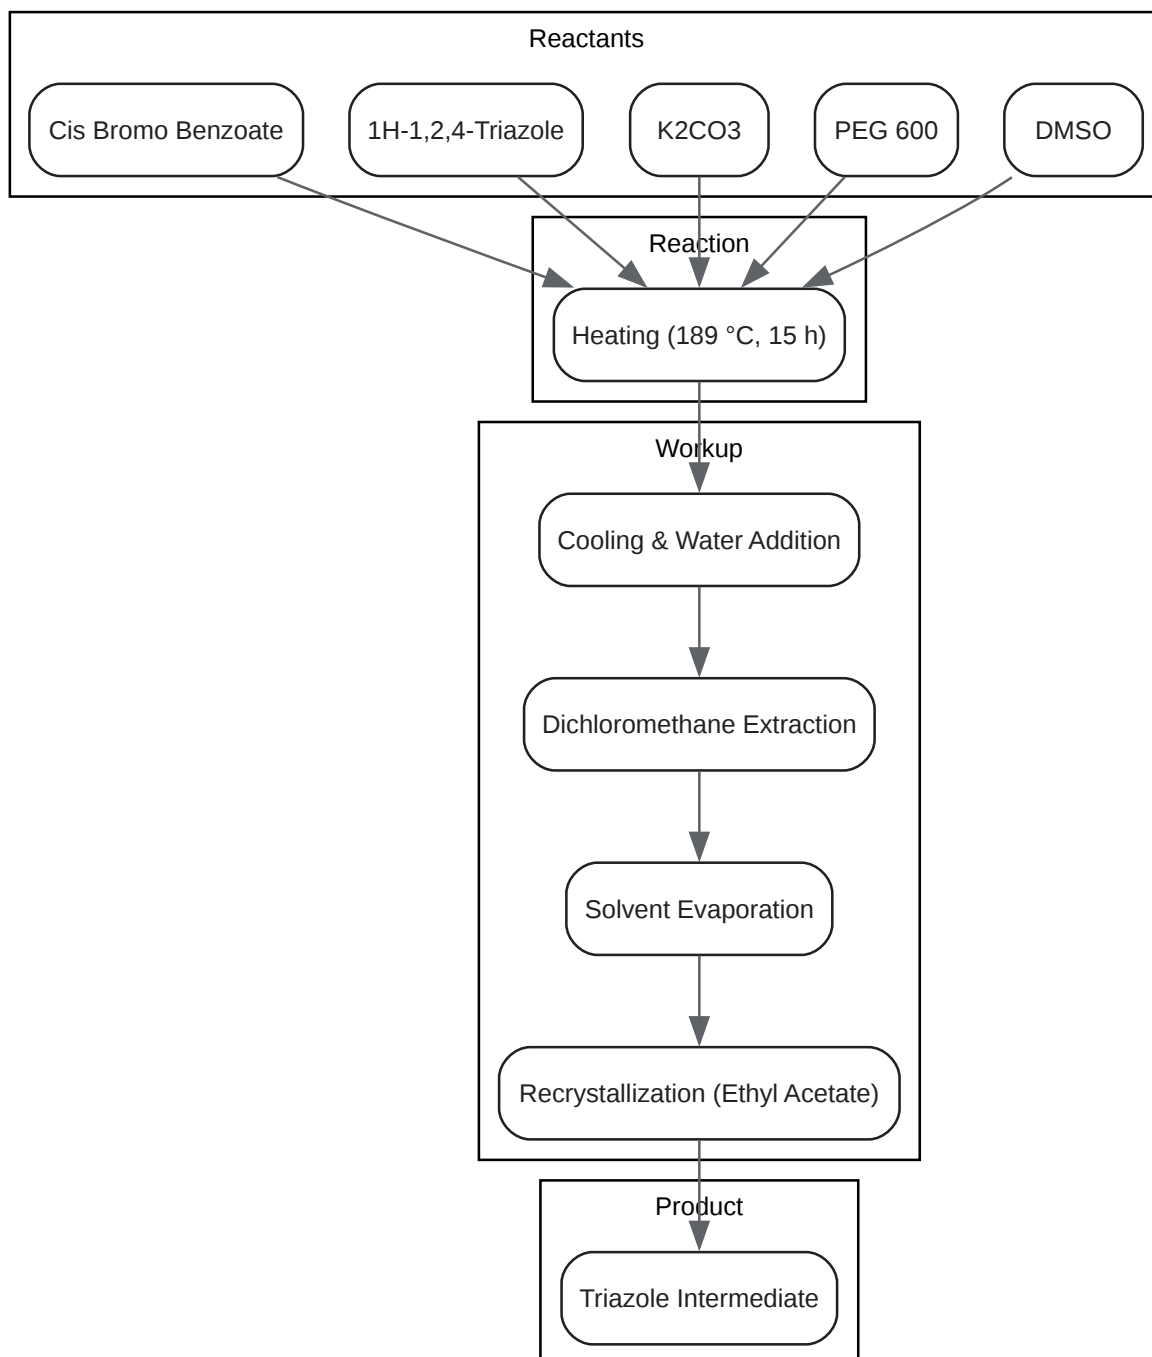 Reactants
Cis Bromo Benzoate
1H-1,2,4-Triazole
K2CO3
PEG 600
DMSO
Reaction
Heating (189 °C, 15 h)
Workup
Cooling & Water Addition
Dichloromethane Extraction
Solvent Evaporation
Recrystallization (Ethyl Acetate)
Product
Triazole Intermediate